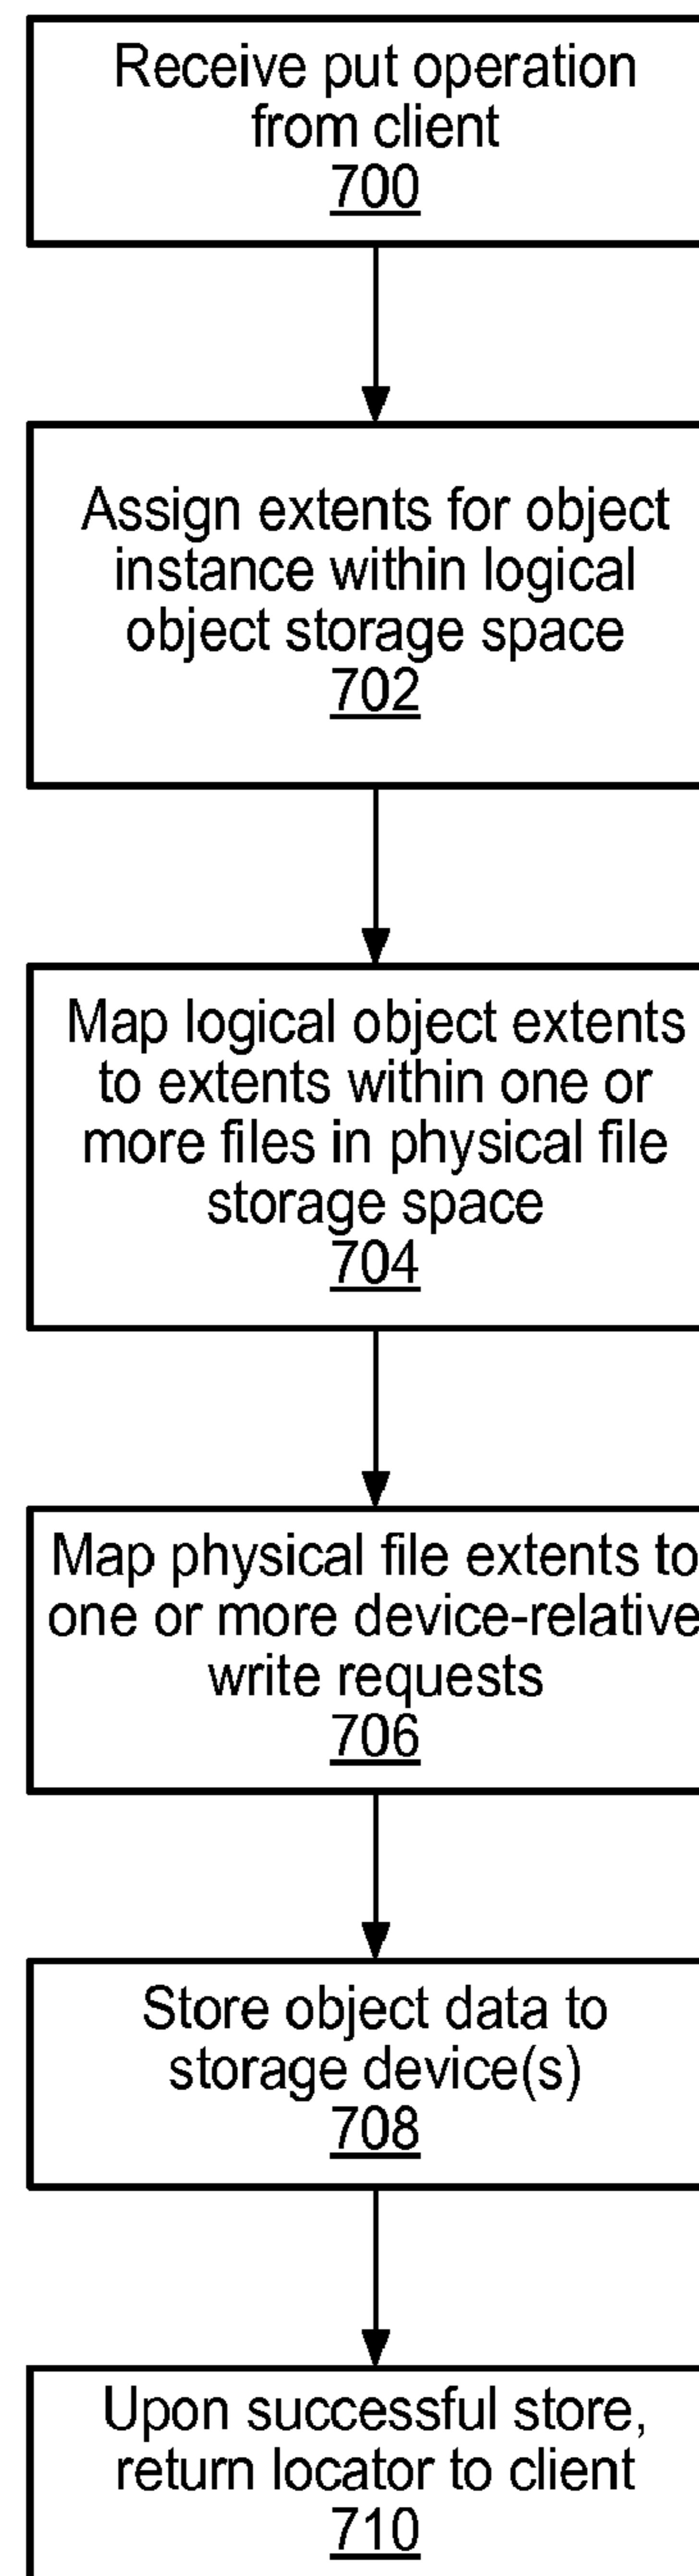 Receive put operation
from client
700
Assign extents for object
instance within logical
object storage space
702
Map logical object extents
to extents within one or
more files in physical file
storage space
704
Map physical file extents to
one or more device-relative
write requests
706
Store object data to
storage device(s)
708
Upon successful store,
return locator to client
710